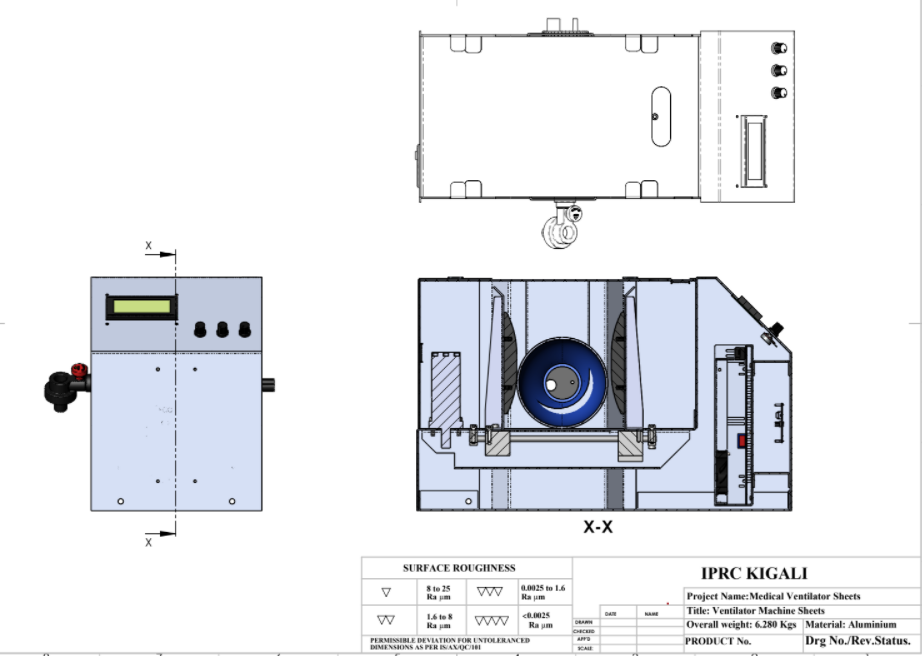 X
X
X-X
SURFACE ROUGHNESS
8 to 25
Ra µm
0.0025 to 1.6
Ra µm
1.6 to 8
Ra µm
<0.0025
Ra µm
PERMISSIBLE DEVIATION FOR UNTOLERANCED
DIMENSIONS AS PER IS/AX/QC/101
DATE NAME
DRAWN
CHECKED
APP'D
SCALE
IPRC KIGALI
Project Name:Medical Ventilator Sheets
Title: Ventilator Machine Sheets
Overall weight: 6.280 Kgs Material: Aluminium
PRODUCT No. Drg No./Rev.Status.